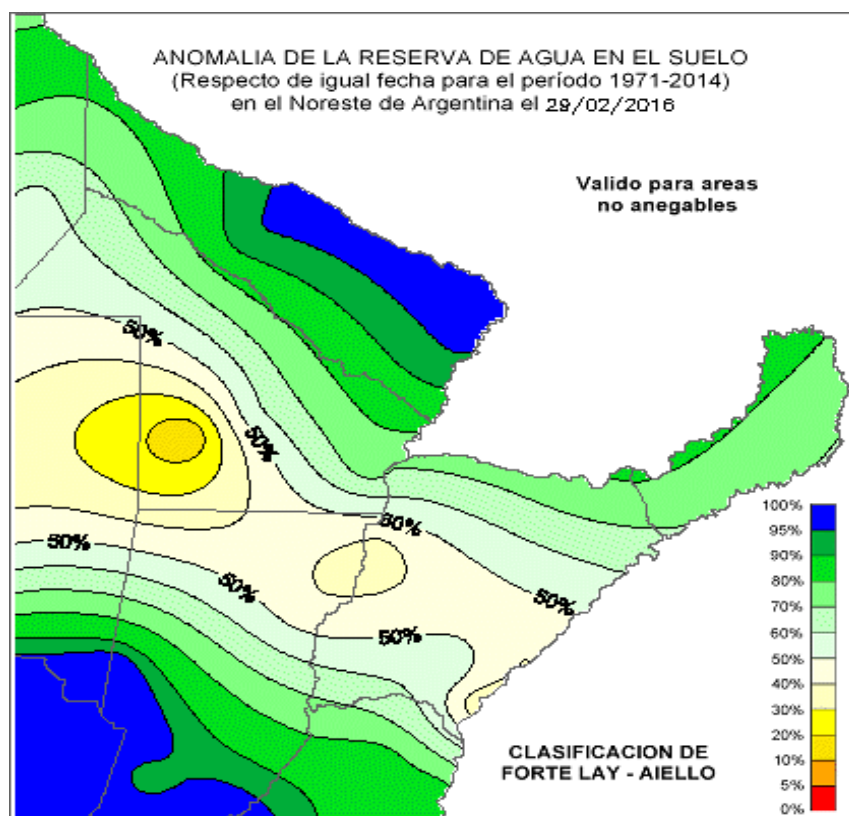 ANOMALIA DE LA RESERVA DE AGUA EN EL SUELO
(Respecto de igual fecha para el período 1971-2014)
en el Noreste de Argentina el 29/02/2016
Valido para areas
no anegables
50%
50%
50%
50%
50%
50%
50%
100%
95%
90%
80%
70%
60%
50%
40%
30%
20%
10%
5%
0%
CLASIFICACION DE
FORTE LAY - AIELLO